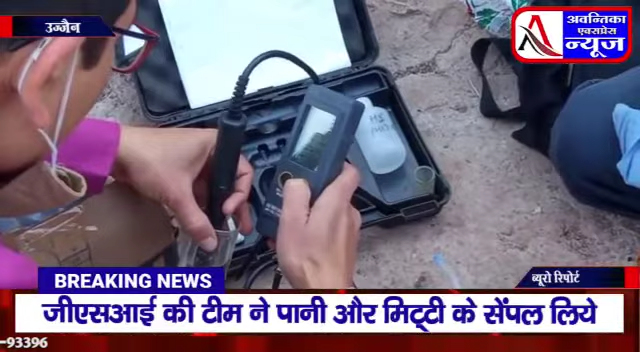 उज्जैन
अवन्तिका
एक्सप्रेस
न्यूज
BREAKING NEWS
ब्यूरो रिपोर्ट
जीएसआई की टीम ने पानी और मिट्टी के सेंपल लिये
-93396